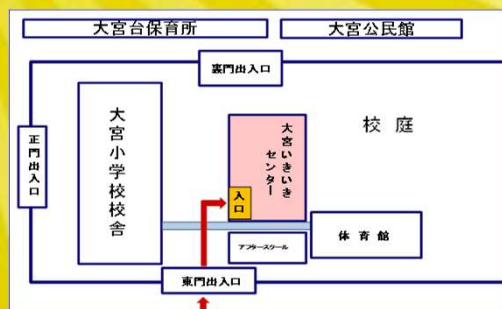 大宮台保育所
大宮公民館
裏門出入口
正門出入口
大宮小学校校舎
大宮いきいき
センター
校庭
入口
アフタースクール
体育館
東門出入口